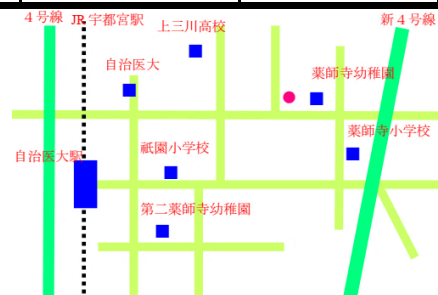 4号線
JR宇都宮駅
上三川高校
新4号線
自治医大
薬師寺幼稚園
薬師寺小学校
祇園小学校
自治医大駅
第二薬師寺幼稚園